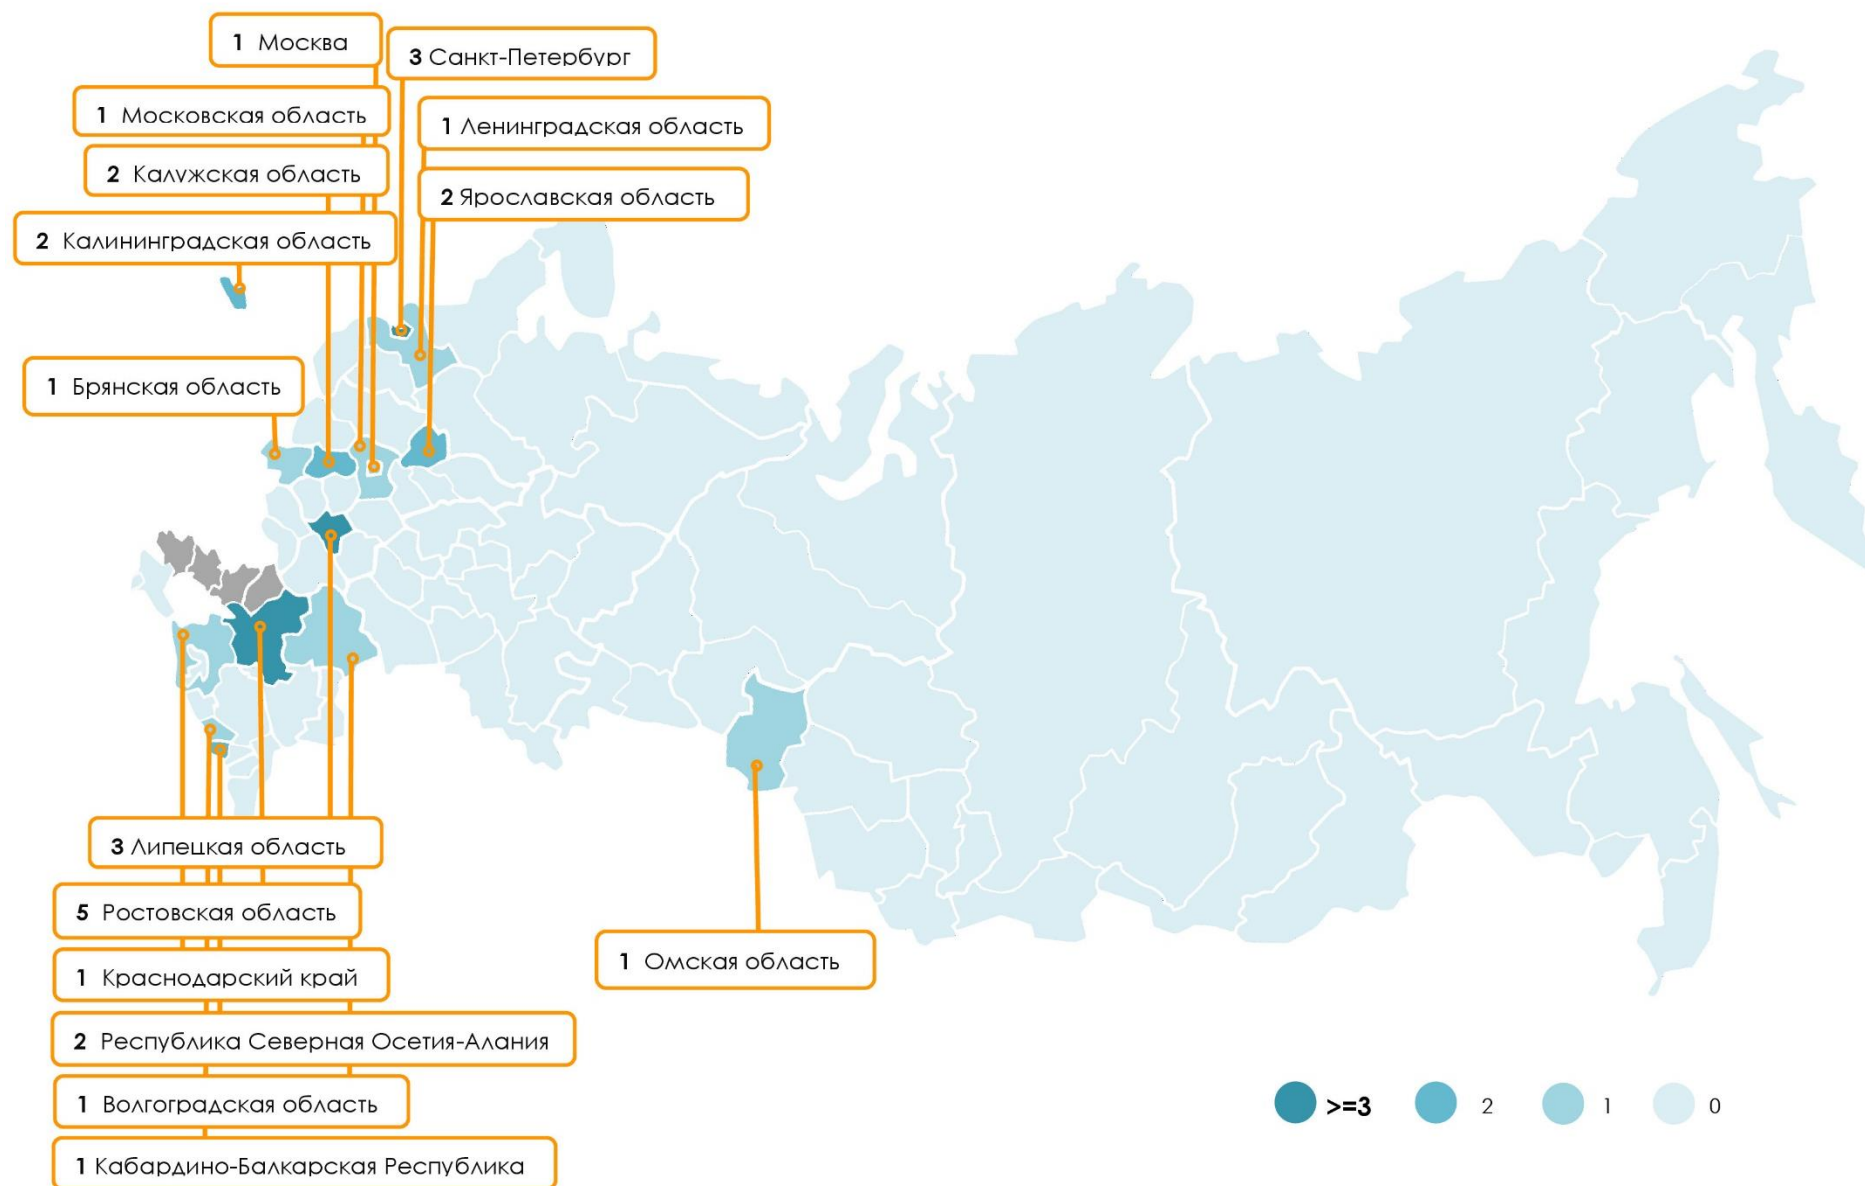 1 Москва
3 Санкт-Петербург
1 Московская область
1 Ленинградская область
2 Калужская область
2 Ярославская область
2 Калининградская область
1 Брянская область
3 Липецкая область
5 Ростовская область
1 Краснодарский край
1 Омская область
2 Республика Северная Осетия-Алания
1 Волгоградская область
1 Кабардино-Балкарская Республика
>=3 2 1 0